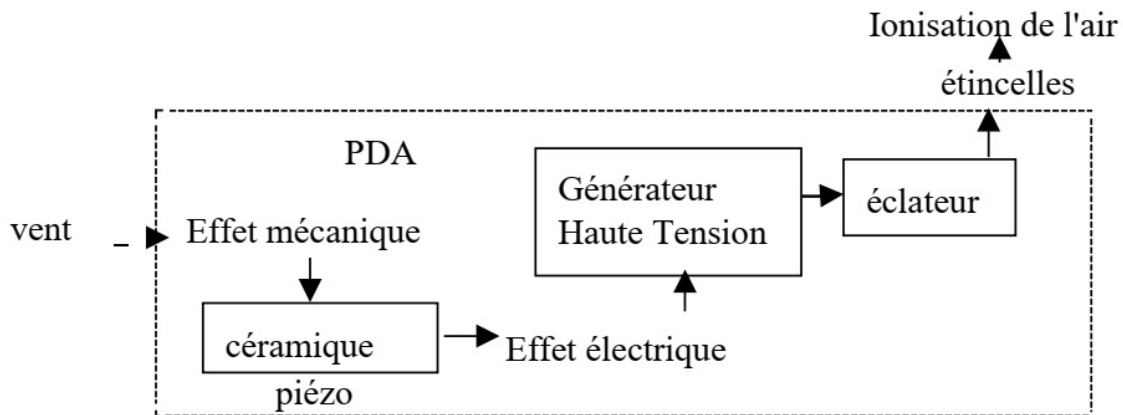 Ionisation de l'air
étincelles
PDA
Générateur
Haute Tension
éclateur
vent
Effet mécanique
céramique
piézo
Effet électrique